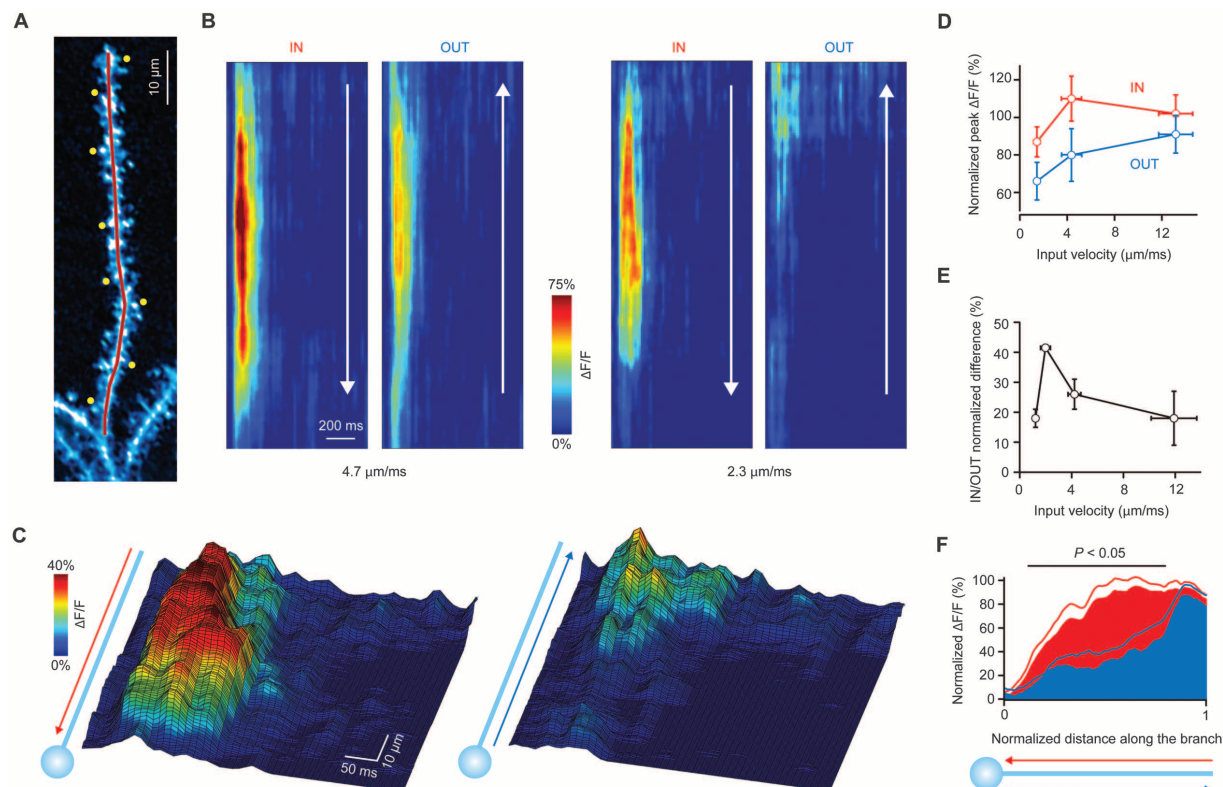 A
10 µm
B
IN
OUT
IN
OUT
200 ms
75%
ΔF/F
0%
4.7 µm/ms
2.3 µm/ms
C
40%
ΔF/F
0%
50 ms
10 µm
D
Normalized peak ΔF/F (%)
120
100
80
60
IN
OUT
0
4
8
12
Input velocity (µm/ms)
E
IN/OUT normalized difference (%)
50
40
30
20
10
0
0
4
8
12
Input velocity (µm/ms)
F
P < 0.05
Normalized ΔF/F (%)
100
80
60
40
20
0
0
1
Normalized distance along the branch